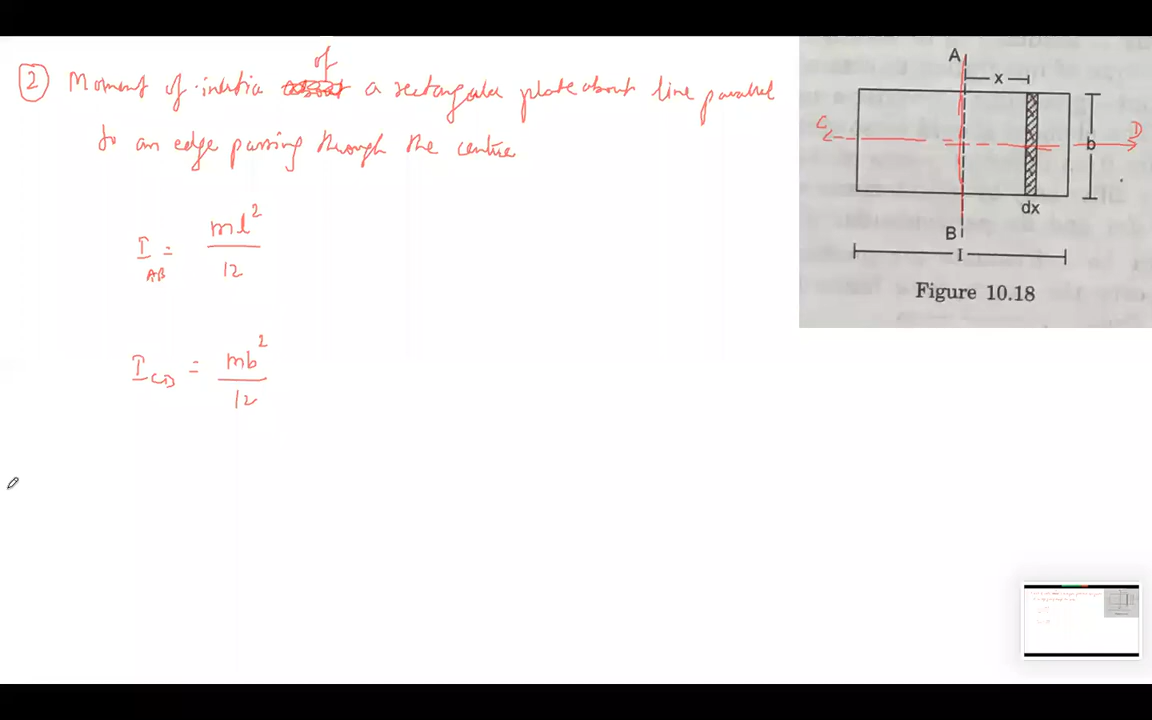 of
② Moment of inertia a rectangular plate about line parallel
to an edge passing through the centre
I_AB = ml²/12
I_CD = mb²/12
A
x
C
D
b
dx
B
l
Figure 10.18